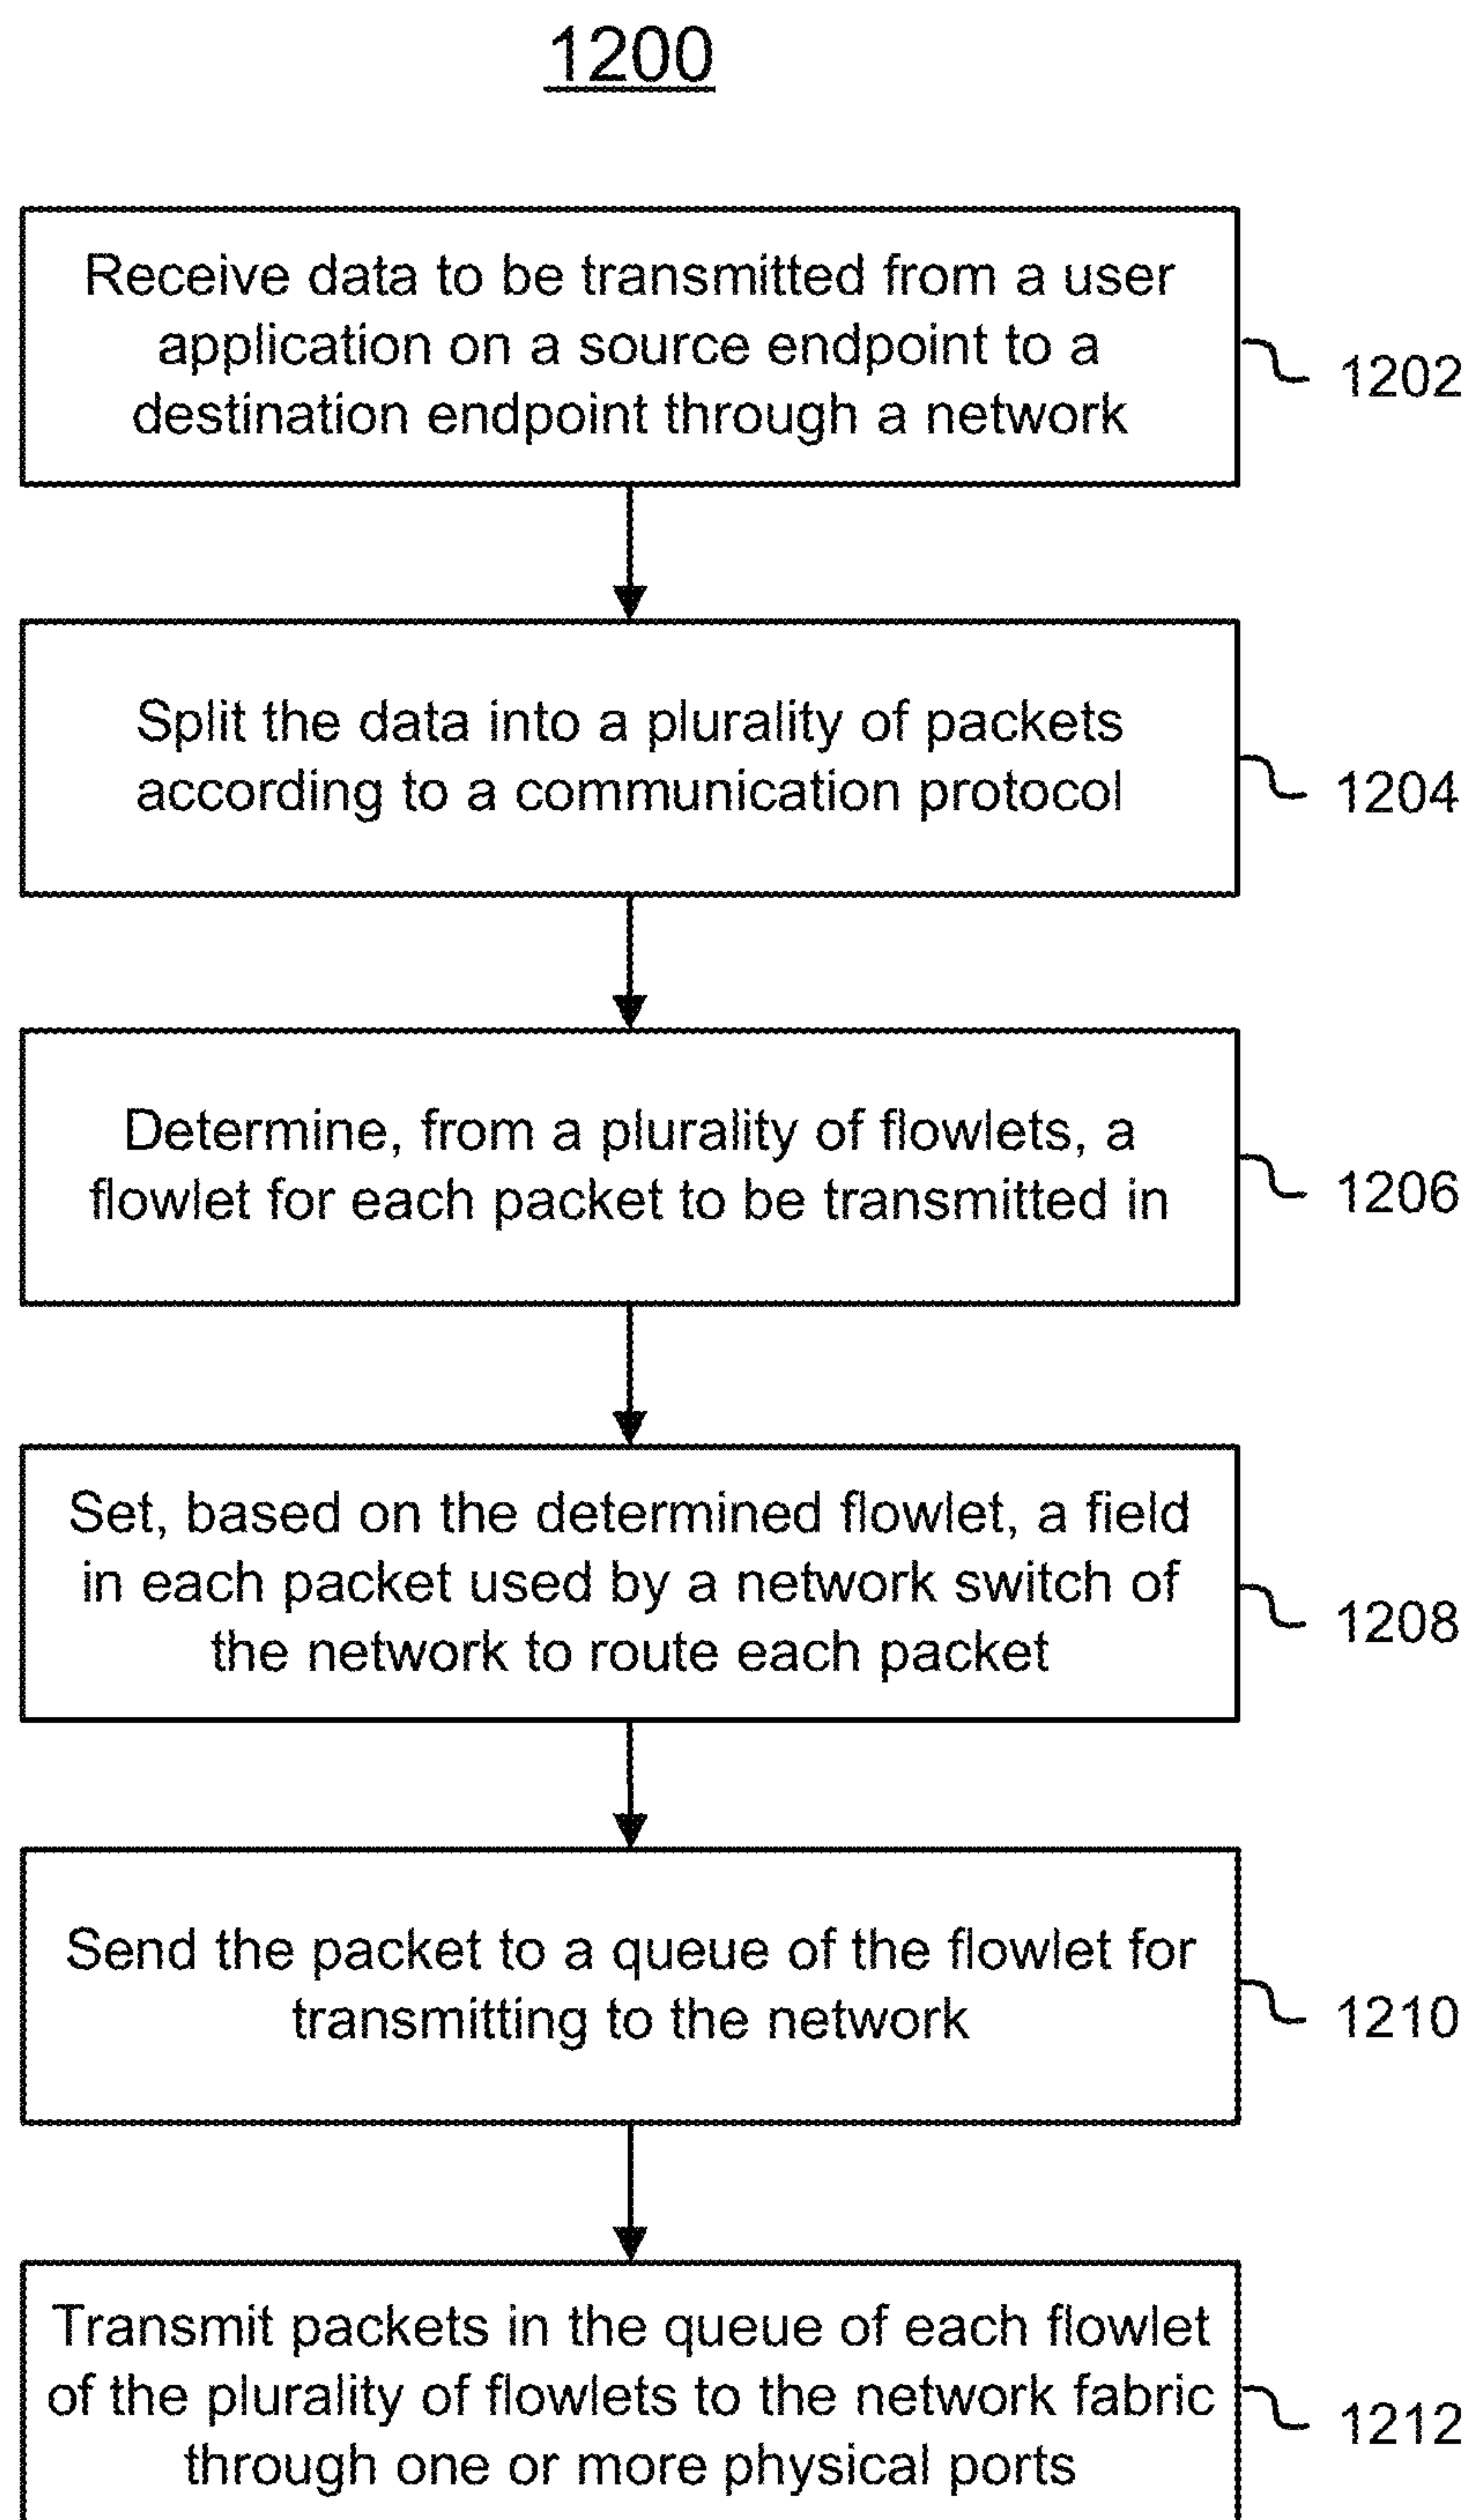 1200
Receive data to be transmitted from a user
application on a source endpoint to a
destination endpoint through a network
1202
Split the data into a plurality of packets
according to a communication protocol
1204
Determine, from a plurality of flowlets, a
flowlet for each packet to be transmitted in
1206
Set, based on the determined flowlet, a field
in each packet used by a network switch of
the network to route each packet
1208
Send the packet to a queue of the flowlet for
transmitting to the network
1210
Transmit packets in the queue of each flowlet
of the plurality of flowlets to the network fabric
through one or more physical ports
1212